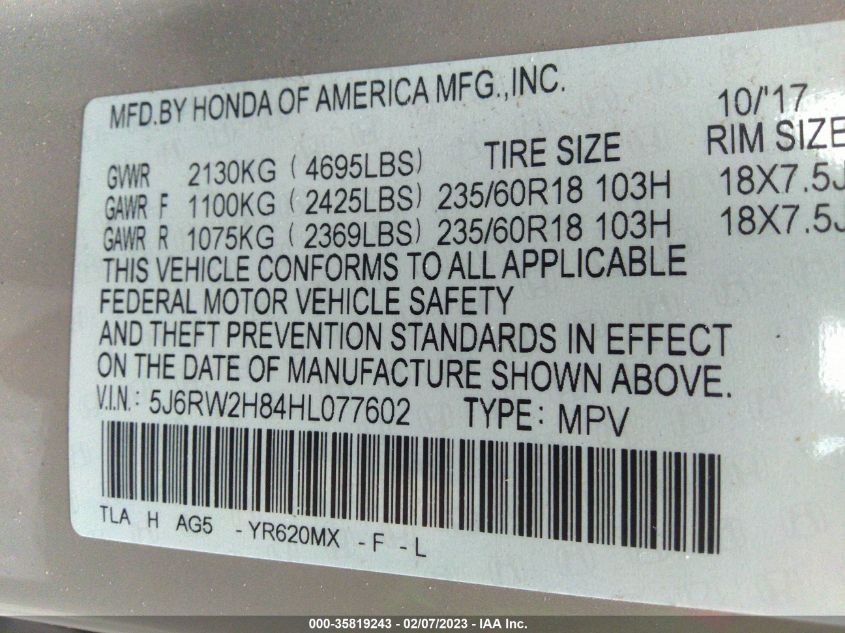 MFD.BY HONDA OF AMERICA MFG.,INC. 10/'17
GVWR 2130KG ( 4695LBS) TIRE SIZE RIM SIZE
GAWR F 1100KG ( 2425LBS) 235/60R18 103H 18X7.5J
GAWR R 1075KG ( 2369LBS) 235/60R18 103H 18X7.5J
THIS VEHICLE CONFORMS TO ALL APPLICABLE
FEDERAL MOTOR VEHICLE SAFETY
AND THEFT PREVENTION STANDARDS IN EFFECT
ON THE DATE OF MANUFACTURE SHOWN ABOVE.
V.I.N.: 5J6RW2H84HL077602 TYPE: MPV
TLA H AG5 -YR620MX -F -L
000-35819243 - 02/07/2023 - IAA Inc.